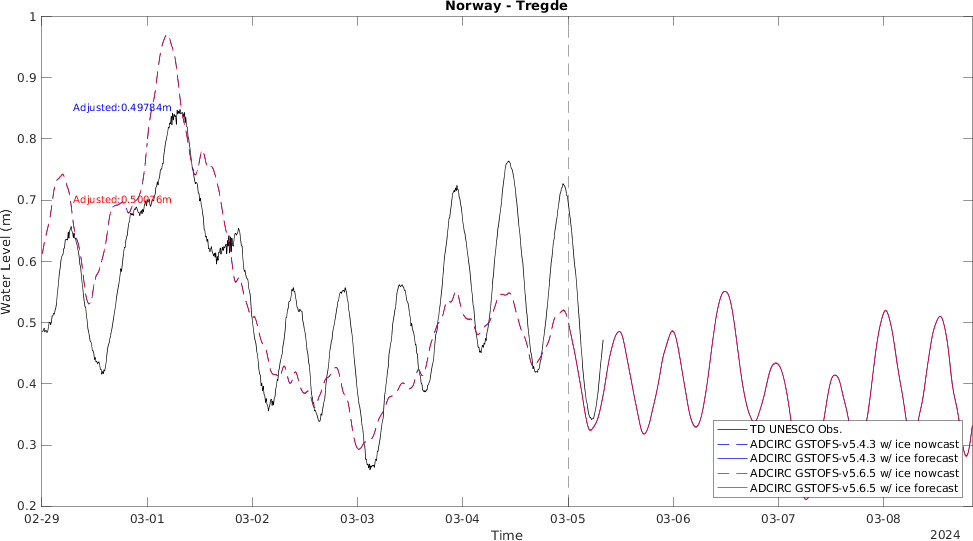 Norway - Tregde
1
0.9
0.8
0.7
0.6
0.5
0.4
0.3
0.2
Water Level (m)
Adjusted:0.49784m
Adjusted:0.50076m
TD UNESCO Obs.
ADCIRC GSTOFS-v5.4.3 w/ ice nowcast
ADCIRC GSTOFS-v5.4.3 w/ ice forecast
ADCIRC GSTOFS-v5.6.5 w/ ice nowcast
ADCIRC GSTOFS-v5.6.5 w/ ice forecast
02-29 03-01 03-02 03-03 03-04 03-05 03-06 03-07 03-08
Time
2024